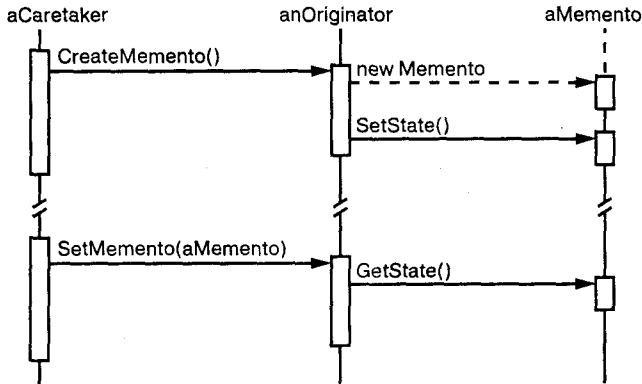 aCaretaker anOriginator aMemento
CreateMemento()
new Memento
SetState()
SetMemento(aMemento)
GetState()